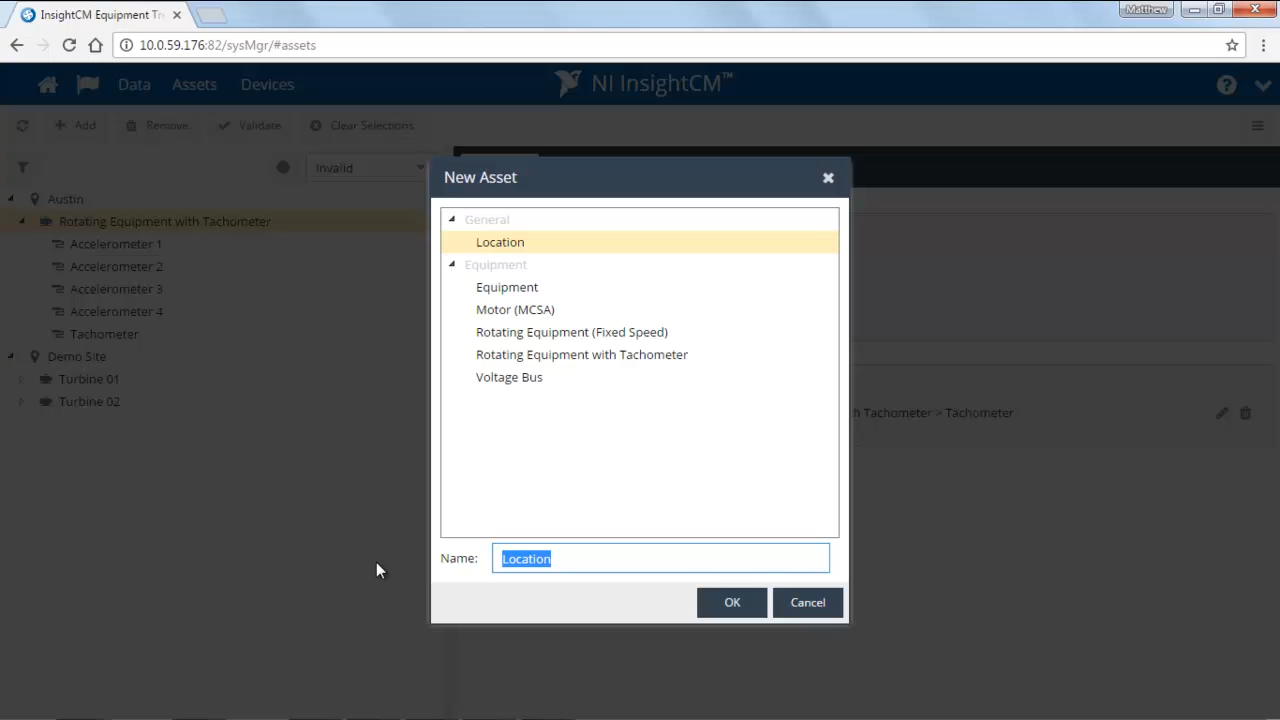 InsightCM Equipment Tr
Matthew
10.0.59.176:82/sysMgr/#assets
Data Assets Devices
NI InsightCM™
Add Remove Validate Clear Selections
Invalid
Austin
Rotating Equipment with Tachometer
Accelerometer 1
Accelerometer 2
Accelerometer 3
Accelerometer 4
Tachometer
Demo Site
Turbine 01
Turbine 02
New Asset
General
Location
Equipment
Equipment
Motor (MCSA)
Rotating Equipment (Fixed Speed)
Rotating Equipment with Tachometer
Voltage Bus
Name: Location
OK Cancel
h Tachometer > Tachometer